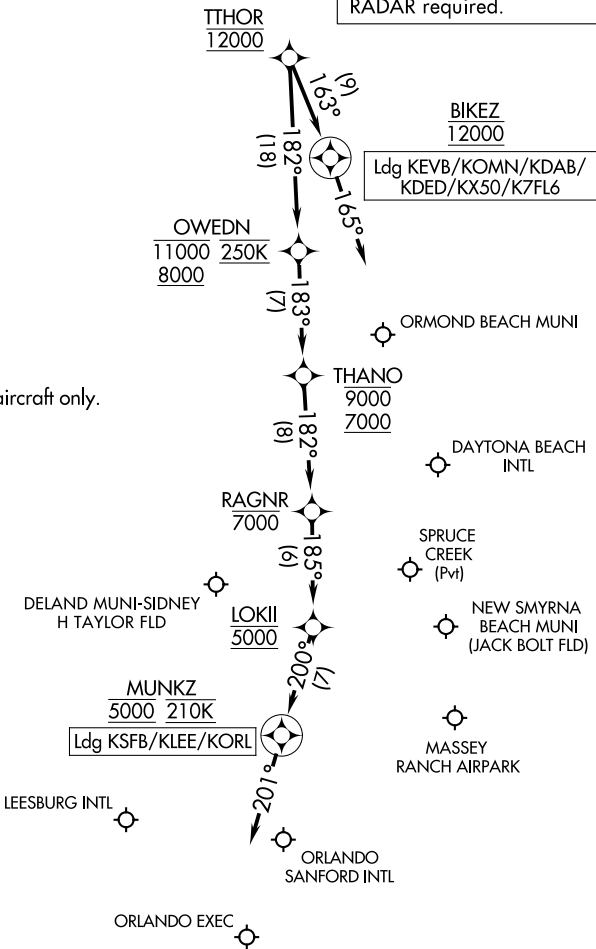 RADAR required.
TTHOR
12000
(9)
163°
182°
(18)
BIKEZ
12000
Ldg KEVB/KOMN/KDAB/
KDED/KX50/K7FL6
165°
OWEDN
11000 250K
8000
183°
(7)
ORMOND BEACH MUNI
THANO
9000
7000
aircraft only.
182°
(8)
DAYTONA BEACH
INTL
RAGNR
7000
185°
(6)
SPRUCE
CREEK
(Pvt)
DELAND MUNI-SIDNEY
H TAYLOR FLD
LOKII
5000
NEW SMYRNA
BEACH MUNI
(JACK BOLT FLD)
200°
(7)
MUNKZ
5000 210K
Ldg KSFB/KLEE/KORL
MASSEY
RANCH AIRPARK
201°
LEESBURG INTL
ORLANDO
SANFORD INTL
ORLANDO EXEC